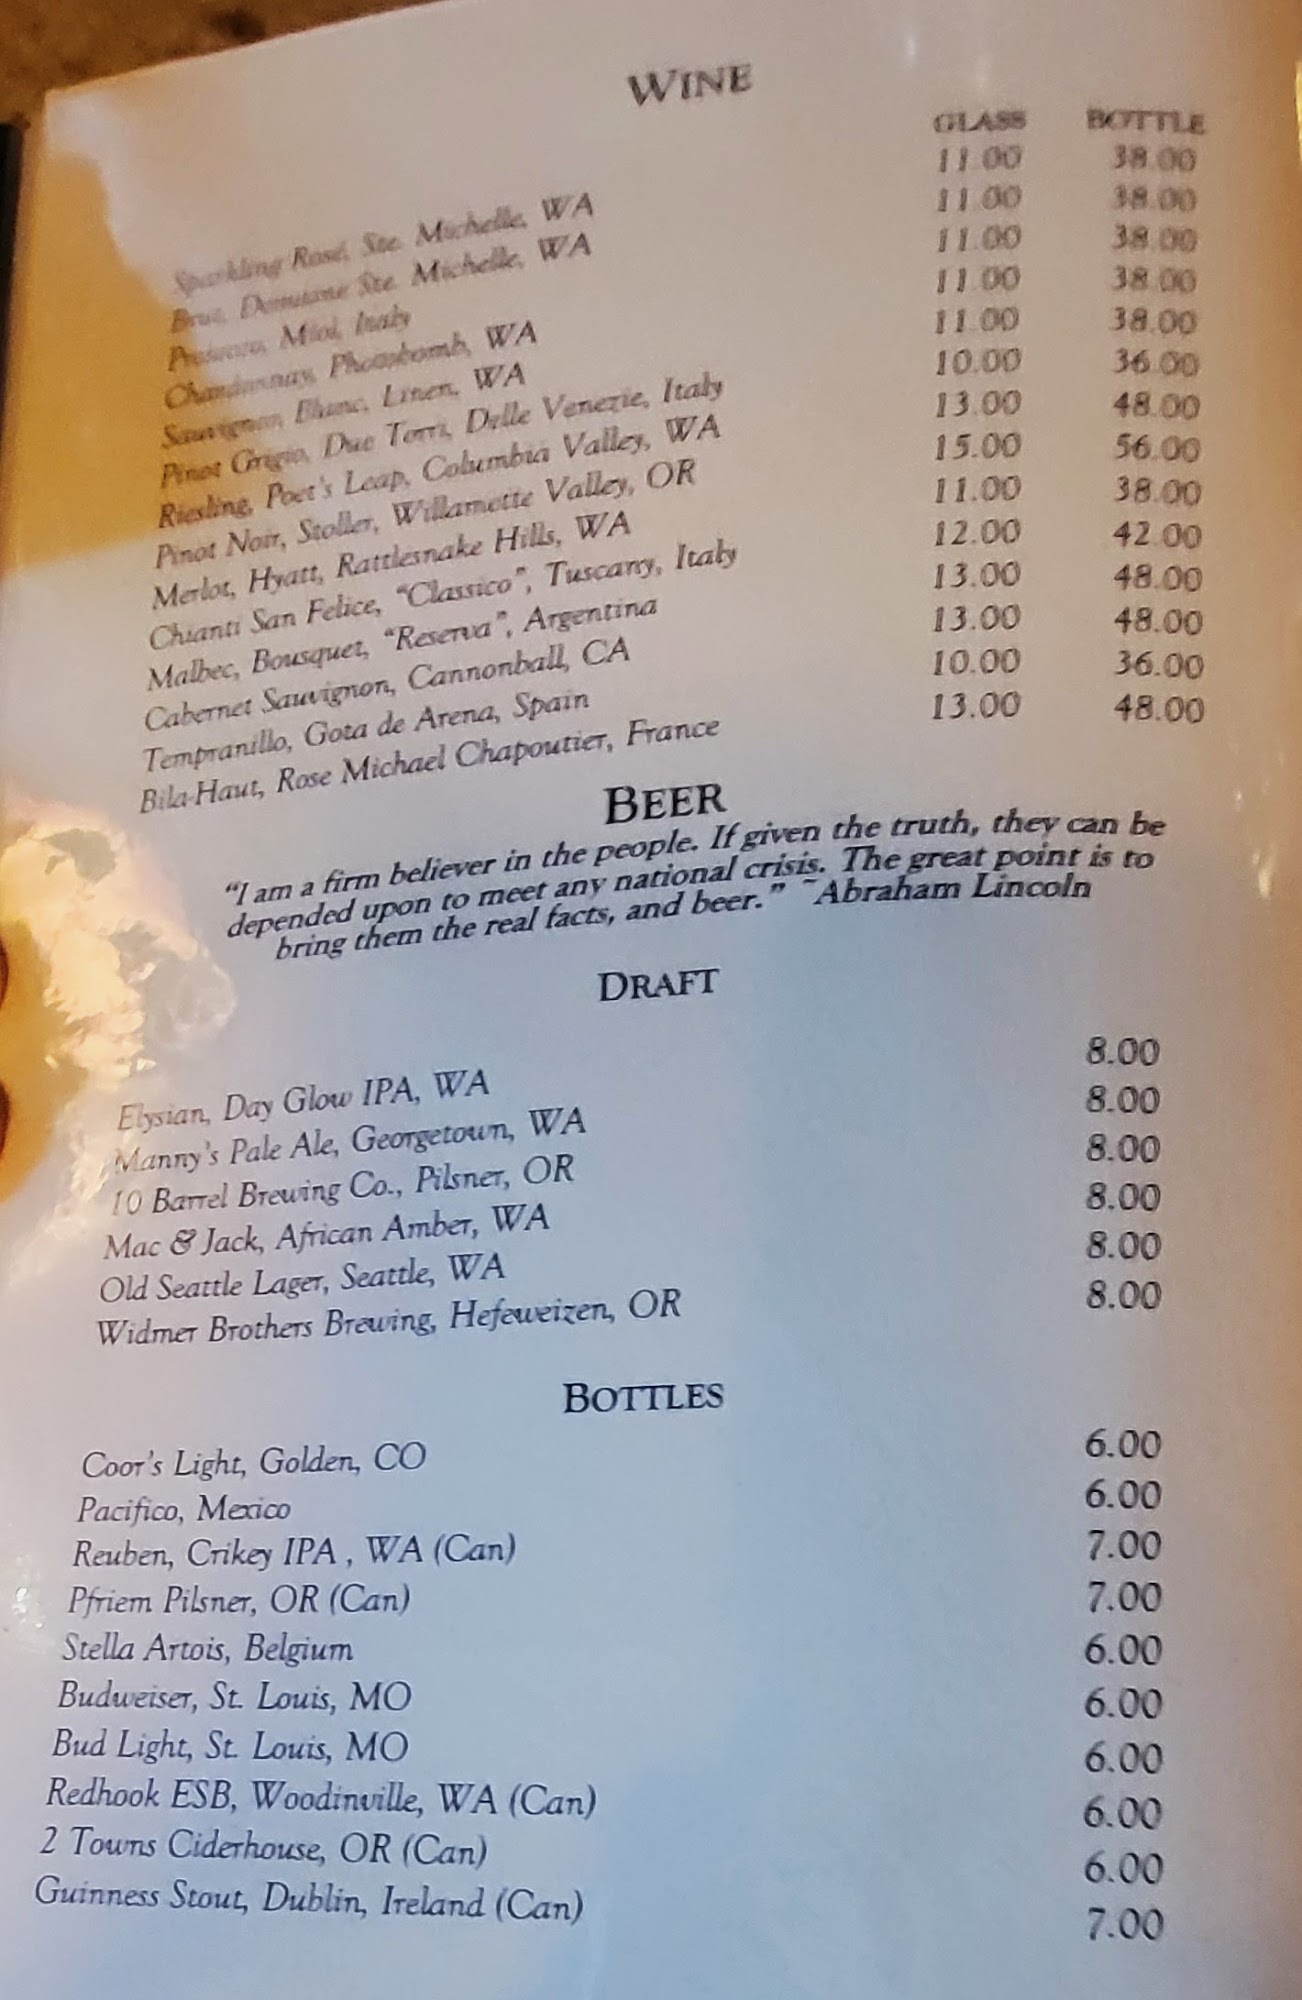 WINE
GLASS BOTTLE
Sparkling Rosé, Ste. Michelle, WA 11.00 38.00
Brut, Domaine Ste. Michelle, WA 11.00 38.00
Prosecco, Mini, Italy 11.00 38.00
Chardonnay, Photobomb, WA 11.00 38.00
Sauvignon Blanc, Linen, WA 11.00 38.00
Pinot Grigio, Due Torri, Delle Venezie, Italy 10.00 36.00
Riesling, Poet's Leap, Columbia Valley, WA 13.00 48.00
Pinot Noir, Stoller, Willamette Valley, OR 15.00 56.00
Merlot, Hyatt, Rattlesnake Hills, WA 11.00 38.00
Chianti San Felice, "Classico", Tuscany, Italy 12.00 42.00
Malbec, Bousquet, "Reserva", Argentina 13.00 48.00
Cabernet Sauvignon, Cannonball, CA 13.00 48.00
Tempranillo, Gota de Arena, Spain 10.00 36.00
Bila-Haut, Rose Michael Chapoutier, France 13.00 48.00
BEER
"I am a firm believer in the people. If given the truth, they can be
depended upon to meet any national crisis. The great point is to
bring them the real facts, and beer." ~Abraham Lincoln
DRAFT
Elysian, Day Glow IPA, WA 8.00
Manny's Pale Ale, Georgetown, WA 8.00
10 Barrel Brewing Co., Pilsner, OR 8.00
Mac & Jack, African Amber, WA 8.00
Old Seattle Lager, Seattle, WA 8.00
Widmer Brothers Brewing, Hefeweizen, OR 8.00
BOTTLES
Coor's Light, Golden, CO 6.00
Pacifico, Mexico 6.00
Reuben, Crikey IPA , WA (Can) 7.00
Pfriem Pilsner, OR (Can) 7.00
Stella Artois, Belgium 6.00
Budweiser, St. Louis, MO 6.00
Bud Light, St. Louis, MO 6.00
Redhook ESB, Woodinville, WA (Can) 6.00
2 Towns Ciderhouse, OR (Can) 6.00
Guinness Stout, Dublin, Ireland (Can) 7.00